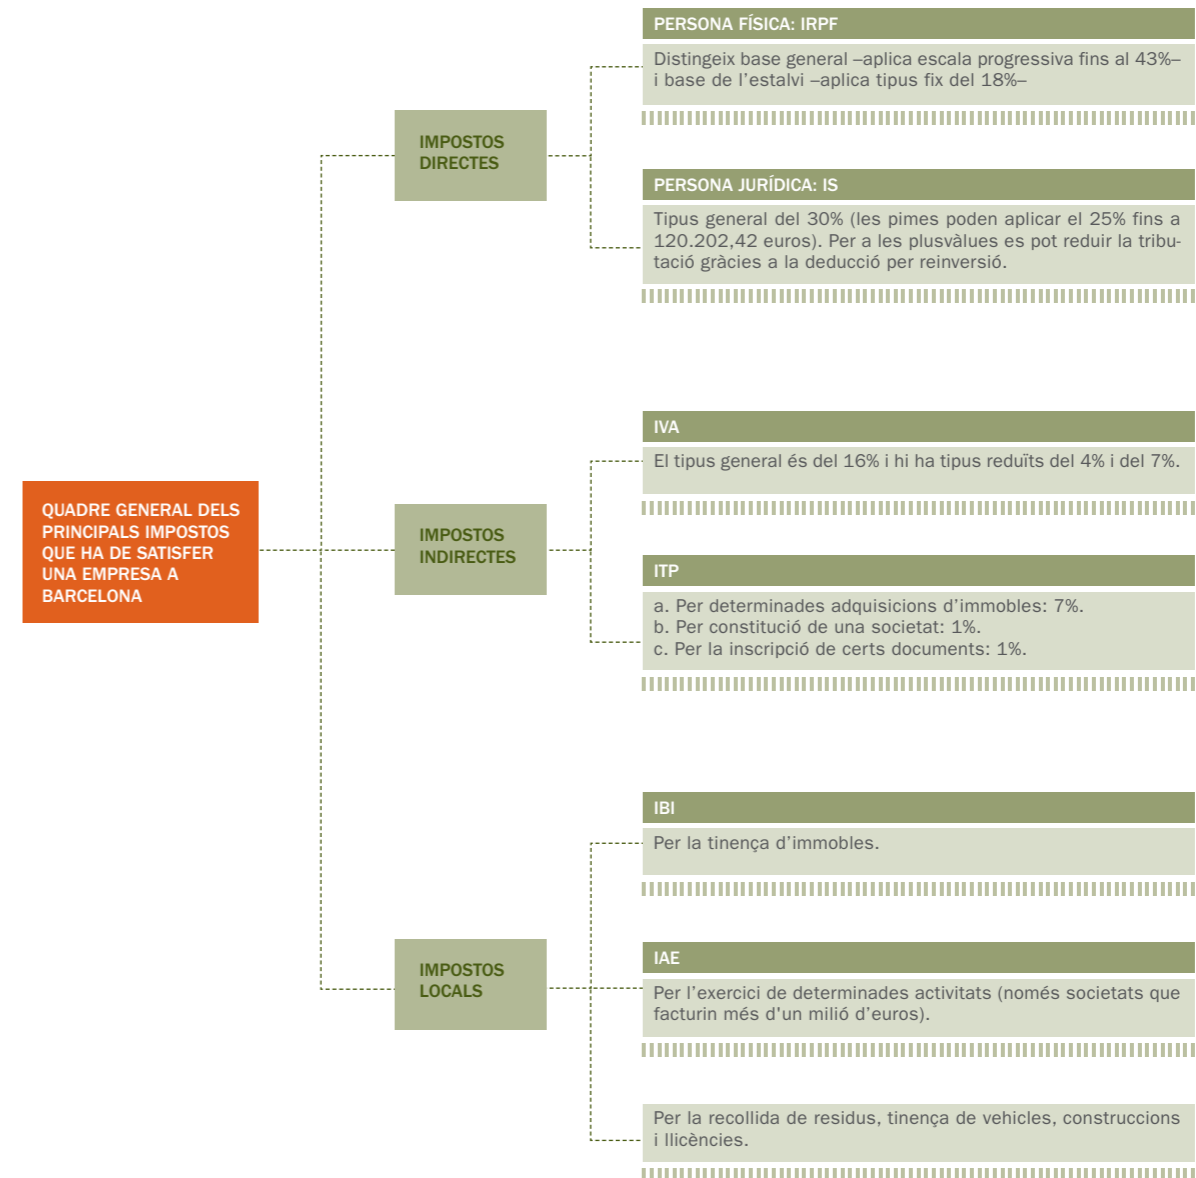 PERSONA FÍSICA: IRPF
Distingeix base general –aplica escala progressiva fins al 43%–
i base de l’estalvi –aplica tipus fix del 18%–
IMPOSTOS
DIRECTES
PERSONA JURÍDICA: IS
Tipus general del 30% (les pimes poden aplicar el 25% fins a
120.202,42 euros). Per a les plusvàlues es pot reduir la tribu-
tació gràcies a la deducció per reinversió.
QUADRE GENERAL DELS
PRINCIPALS IMPOSTOS
QUE HA DE SATISFER
UNA EMPRESA A
BARCELONA
IMPOSTOS
INDIRECTES
IVA
El tipus general és del 16% i hi ha tipus reduïts del 4% i del 7%.
ITP
a. Per determinades adquisicions d’immobles: 7%.
b. Per constitució de una societat: 1%.
c. Per la inscripció de certs documents: 1%.
IMPOSTOS
LOCALS
IBI
Per la tinença d’immobles.
IAE
Per l’exercici de determinades activitats (només societats que
facturin més d'un milió d’euros).
Per la recollida de residus, tinença de vehicles, construccions
i llicències.